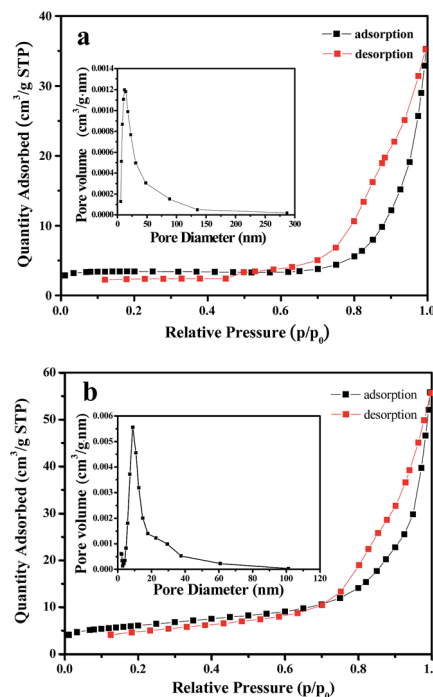 a
adsorption
desorption
Quantity Adsorbed (cm³/g STP)
40
30
20
10
0
0.0 0.2 0.4 0.6 0.8 1.0
Relative Pressure (p/p₀)
Pore volume (cm³/g·nm)
0.0014
0.0012
0.0010
0.0008
0.0006
0.0004
0.0002
0.0000
0 50 100 150 200 250 300
Pore Diameter (nm)
b
adsorption
desorption
Quantity Adsorbed (cm³/g STP)
60
50
40
30
20
10
0
0.0 0.2 0.4 0.6 0.8 1.
Relative Pressure (p/p₀)
Pore volume (cm³/g·nm)
0.006
0.005
0.004
0.003
0.002
0.001
0.000
0 20 40 60 80 100 120
Pore Diameter (nm)